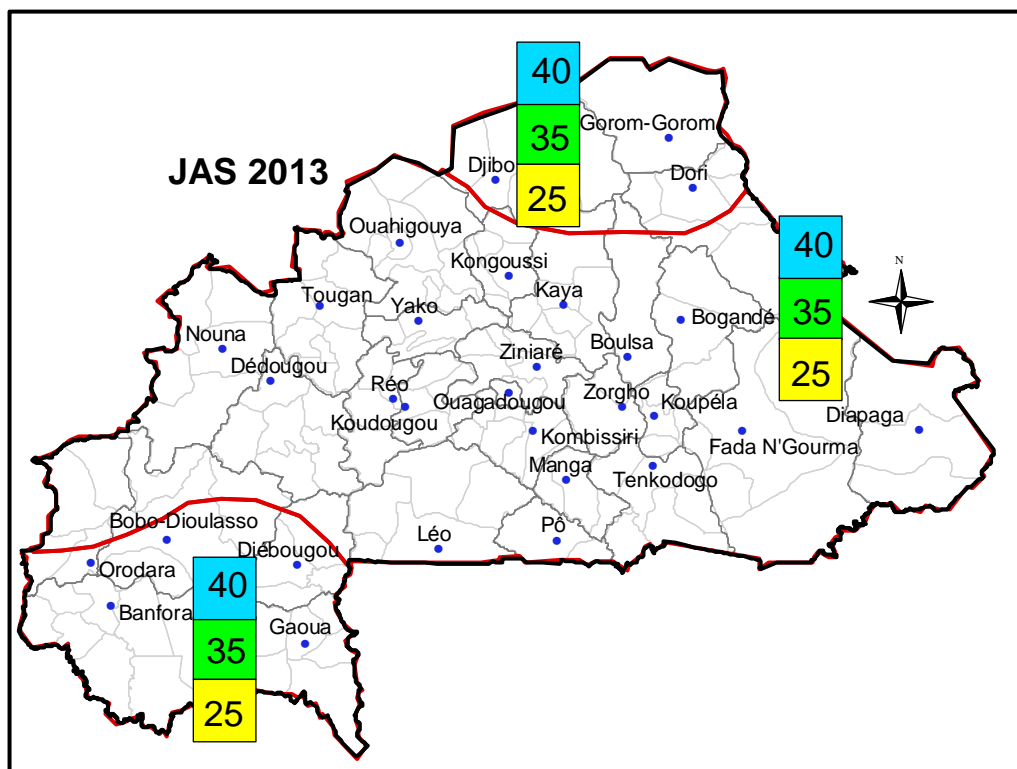 40
35
25
Gorom-Gorom
Djibo
Dori
JAS 2013
Ouahigouya
Kongoussi
Kaya
40
35
25
N
Tougan
Yako
Bogandé
Nouna
Ziniaré
Boulsa
Dédougou
Réo
Ouagadougou
Zorgho
Koupéla
Koudougou
Kombissiri
Fada N'Gourma
Diapaga
Manga
Tenkodogo
Bobo-Dioulasso
Diébougou
Léo
Pô
Orodara
Banfora
Gaoua
40
35
25